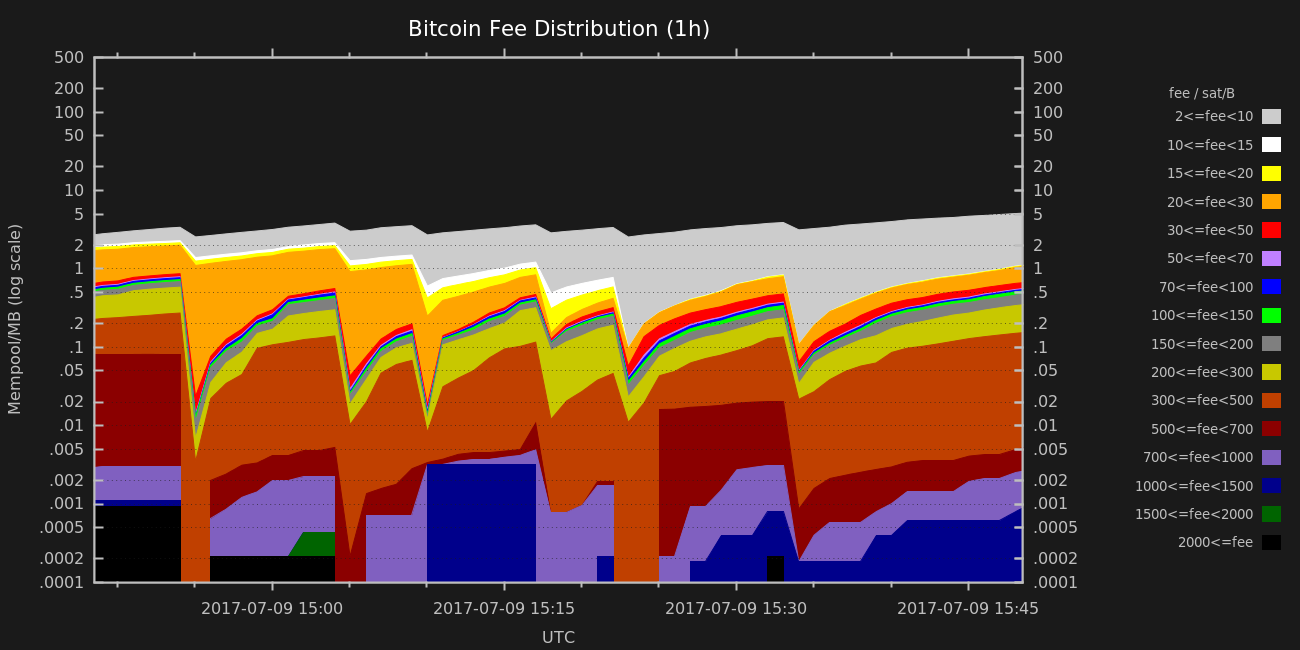 Bitcoin Fee Distribution (1h)
500 500
200 200
100 100
50 50
20 20
10 10
5 5
2 2
1 1
.5 .5
.2 .2
.1 .1
.05 .05
.02 .02
.01 .01
.005 .005
.002 .002
.001 .001
.0005 .0005
.0002 .0002
.0001 .0001
Mempool/MB (log scale)
2017-07-09 15:00 2017-07-09 15:15 2017-07-09 15:30 2017-07-09 15:45
UTC
fee / sat/B
2<=fee<10
10<=fee<15
15<=fee<20
20<=fee<30
30<=fee<50
50<=fee<70
70<=fee<100
100<=fee<150
150<=fee<200
200<=fee<300
300<=fee<500
500<=fee<700
700<=fee<1000
1000<=fee<1500
1500<=fee<2000
2000<=fee